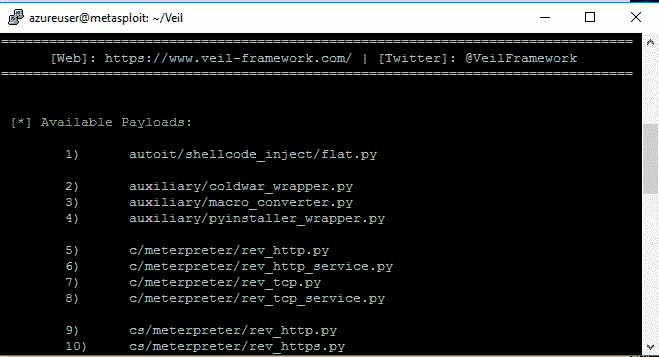 azureuser@metasploit: ~/Veil
=========================================================================
[Web]: https://www.veil-framework.com/ | [Twitter]: @VeilFramework
=========================================================================
[*] Available Payloads:
1) autoit/shellcode_inject/flat.py
2) auxiliary/coldwar_wrapper.py
3) auxiliary/macro_converter.py
4) auxiliary/pyinstaller_wrapper.py
5) c/meterpreter/rev_http.py
6) c/meterpreter/rev_http_service.py
7) c/meterpreter/rev_tcp.py
8) c/meterpreter/rev_tcp_service.py
9) cs/meterpreter/rev_http.py
10) cs/meterpreter/rev_https.py